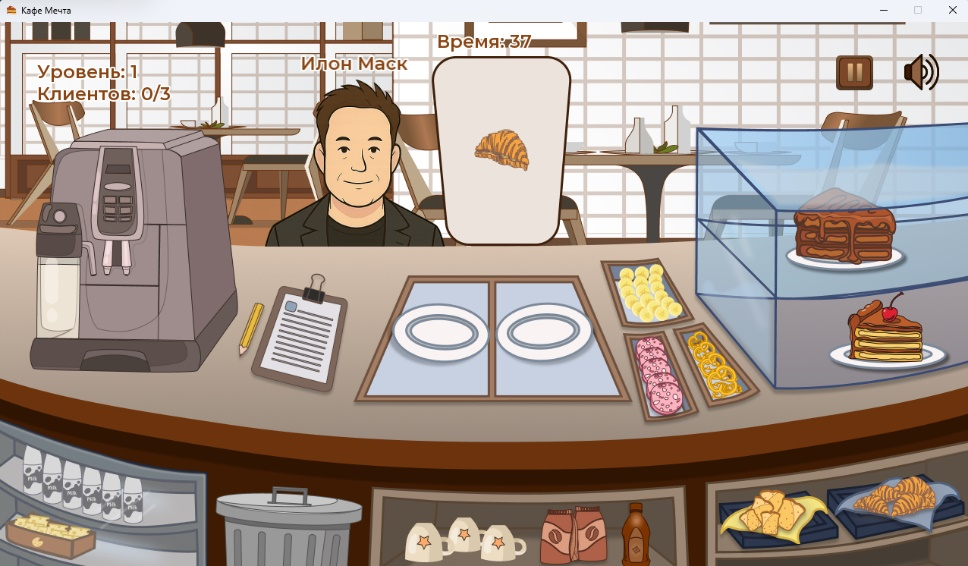 Кафе Мечта
Время: 37
Уровень: 1
Илон Маск
Клиентов: 0/3